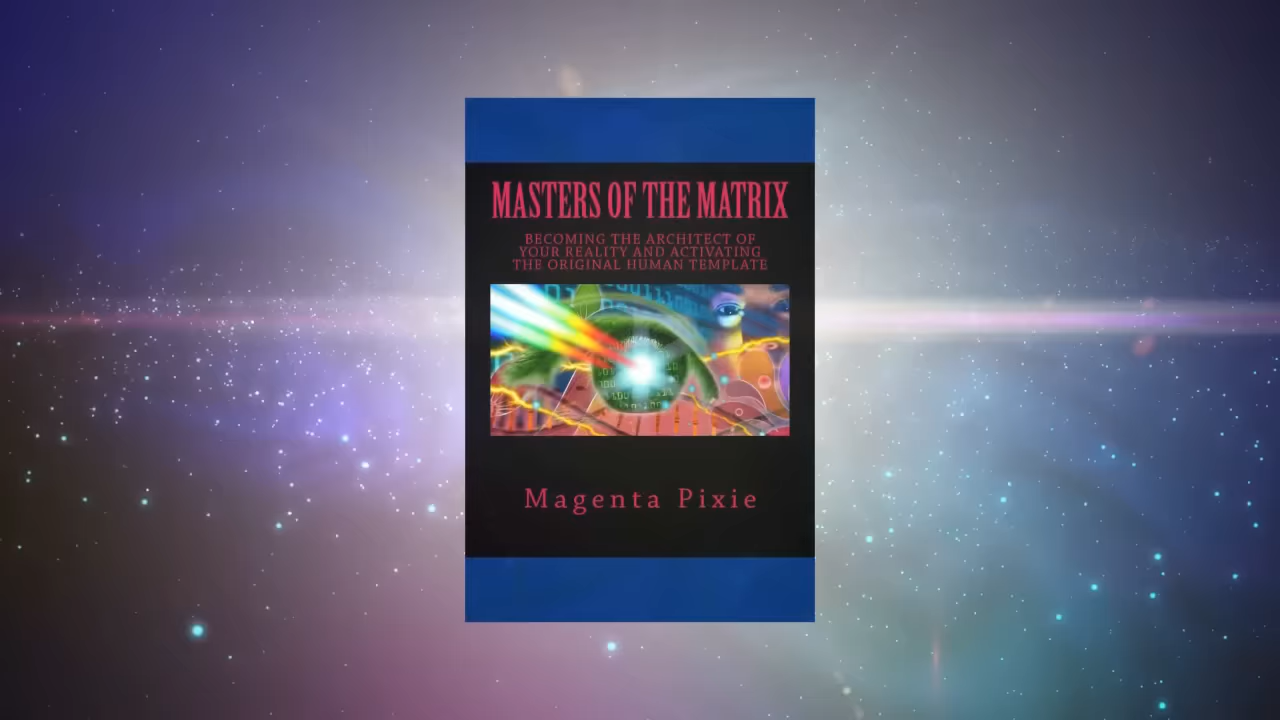 MASTERS OF THE MATRIX
BECOMING THE ARCHITECT OF
YOUR REALITY AND ACTIVATING
THE ORIGINAL HUMAN TEMPLATE
Magenta Pixie